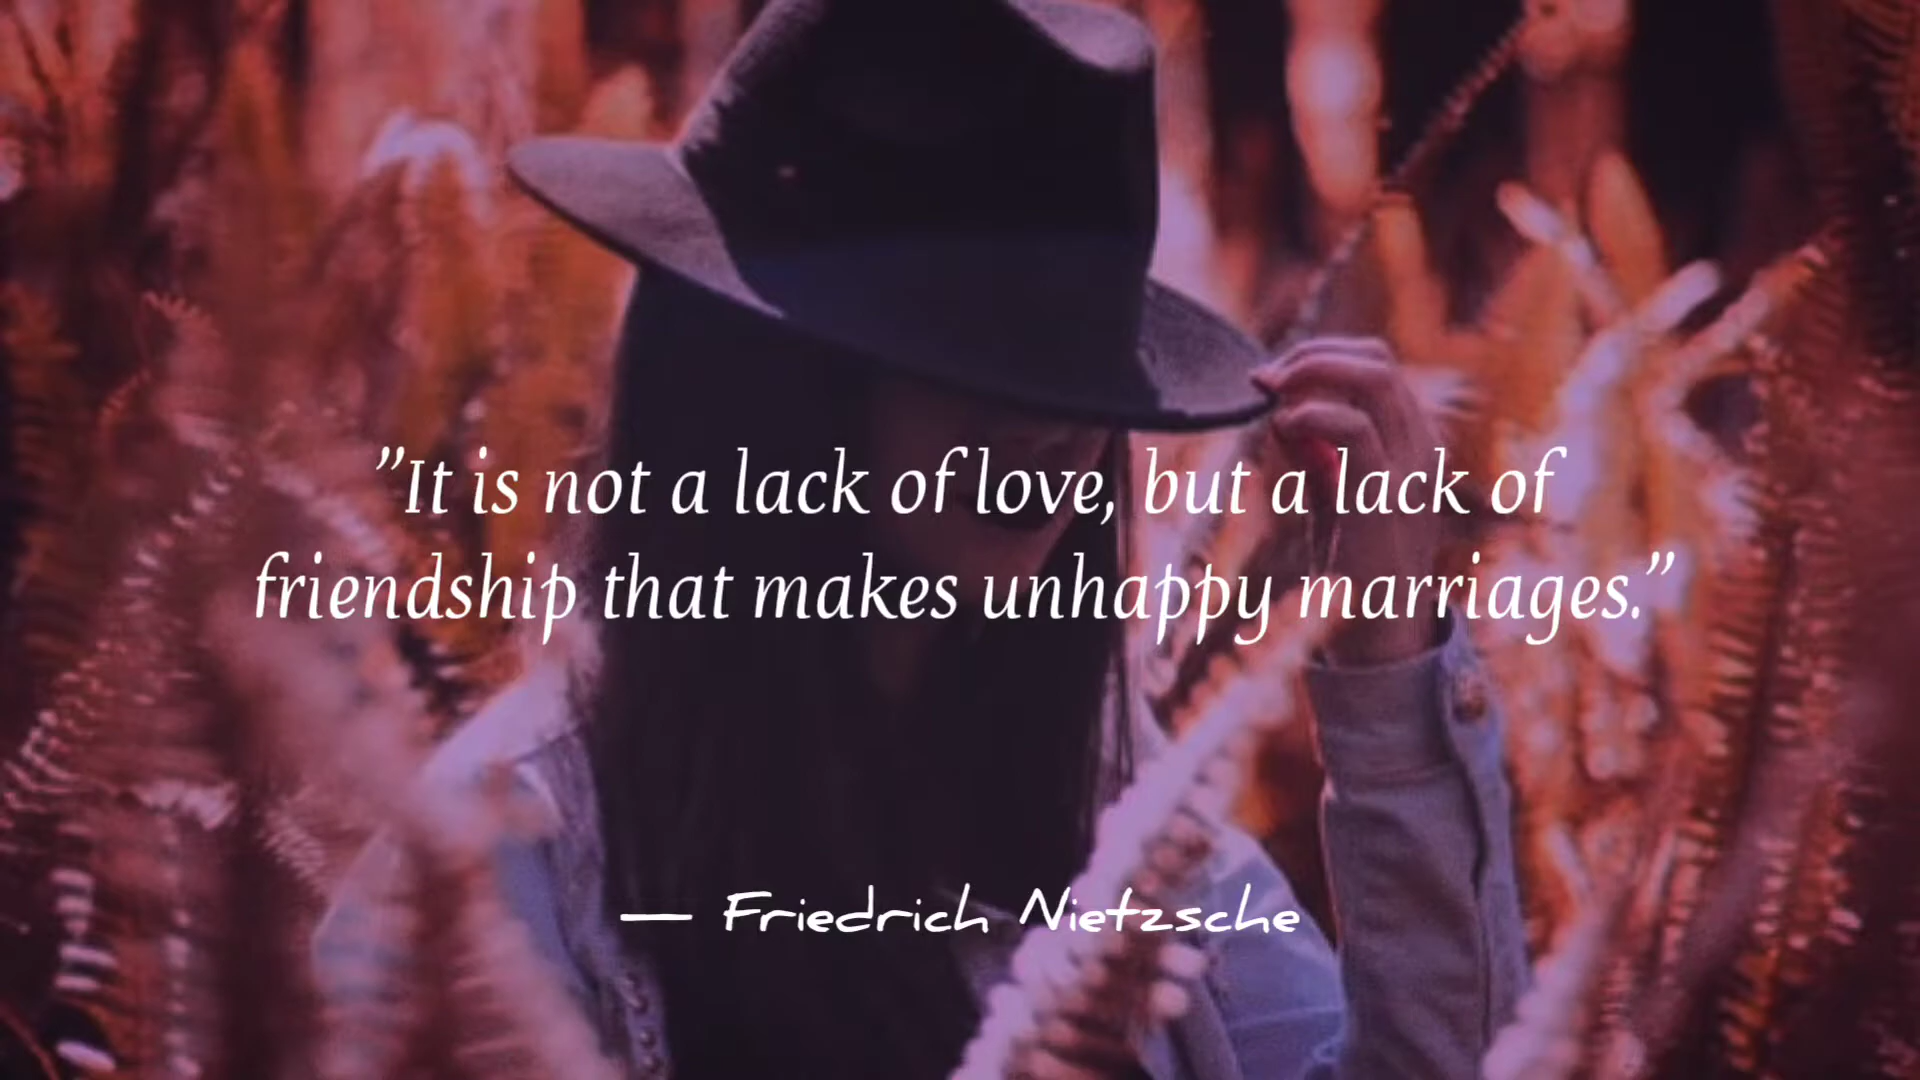 ”It is not a lack of love, but a lack of
friendship that makes unhappy marriages.”
— Friedrich Nietzsche